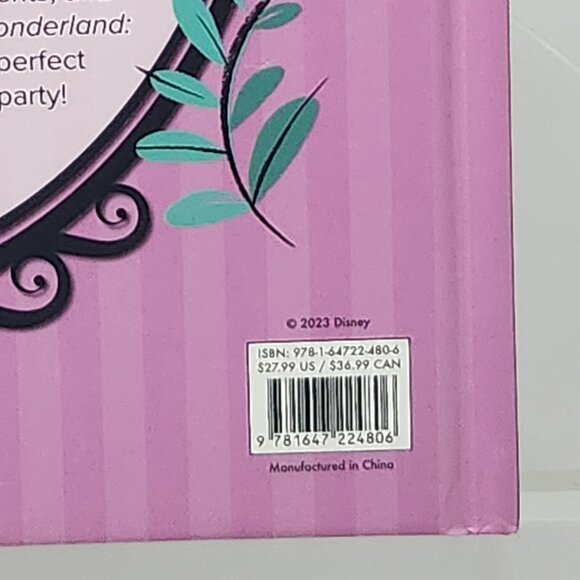 onderland:
perfect
party!
© 2023 Disney
ISBN: 978-1-64722-480-6
$27.99 US / $36.99 CAN
9 781647 224806
Manufactured in China